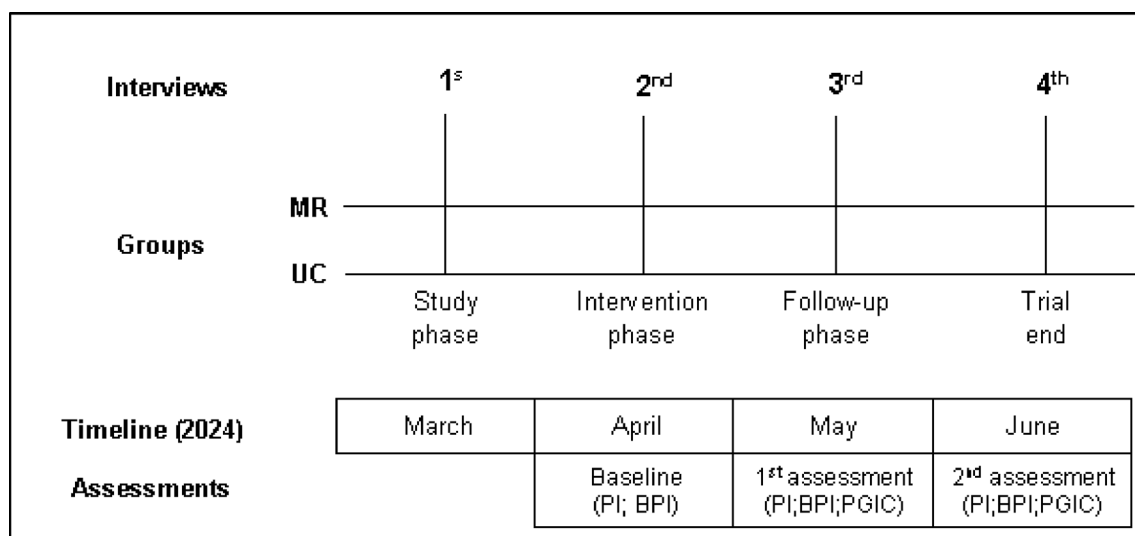 Interviews 1s 2nd 3rd 4th
MR
Groups
UC
Study phase
Intervention phase
Follow-up phase
Trial end
Timeline (2024) March April May June
Assessments
Baseline
(PI; BPI)
1st assessment
(PI;BPI;PGIC)
2nd assessment
(PI;BPI;PGIC)